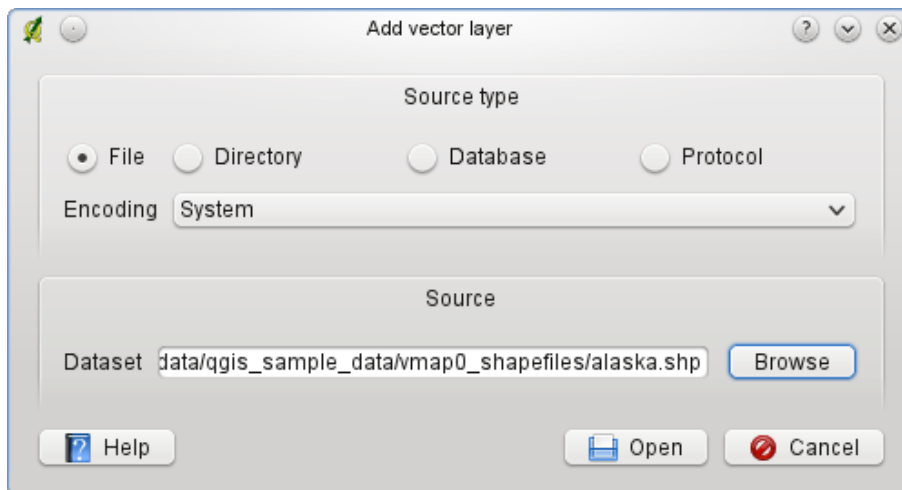 Add vector layer
Source type
File Directory Database Protocol
Encoding System
Source
Dataset data/qgis_sample_data/vmap0_shapefiles/alaska.shp Browse
Help Open Cancel